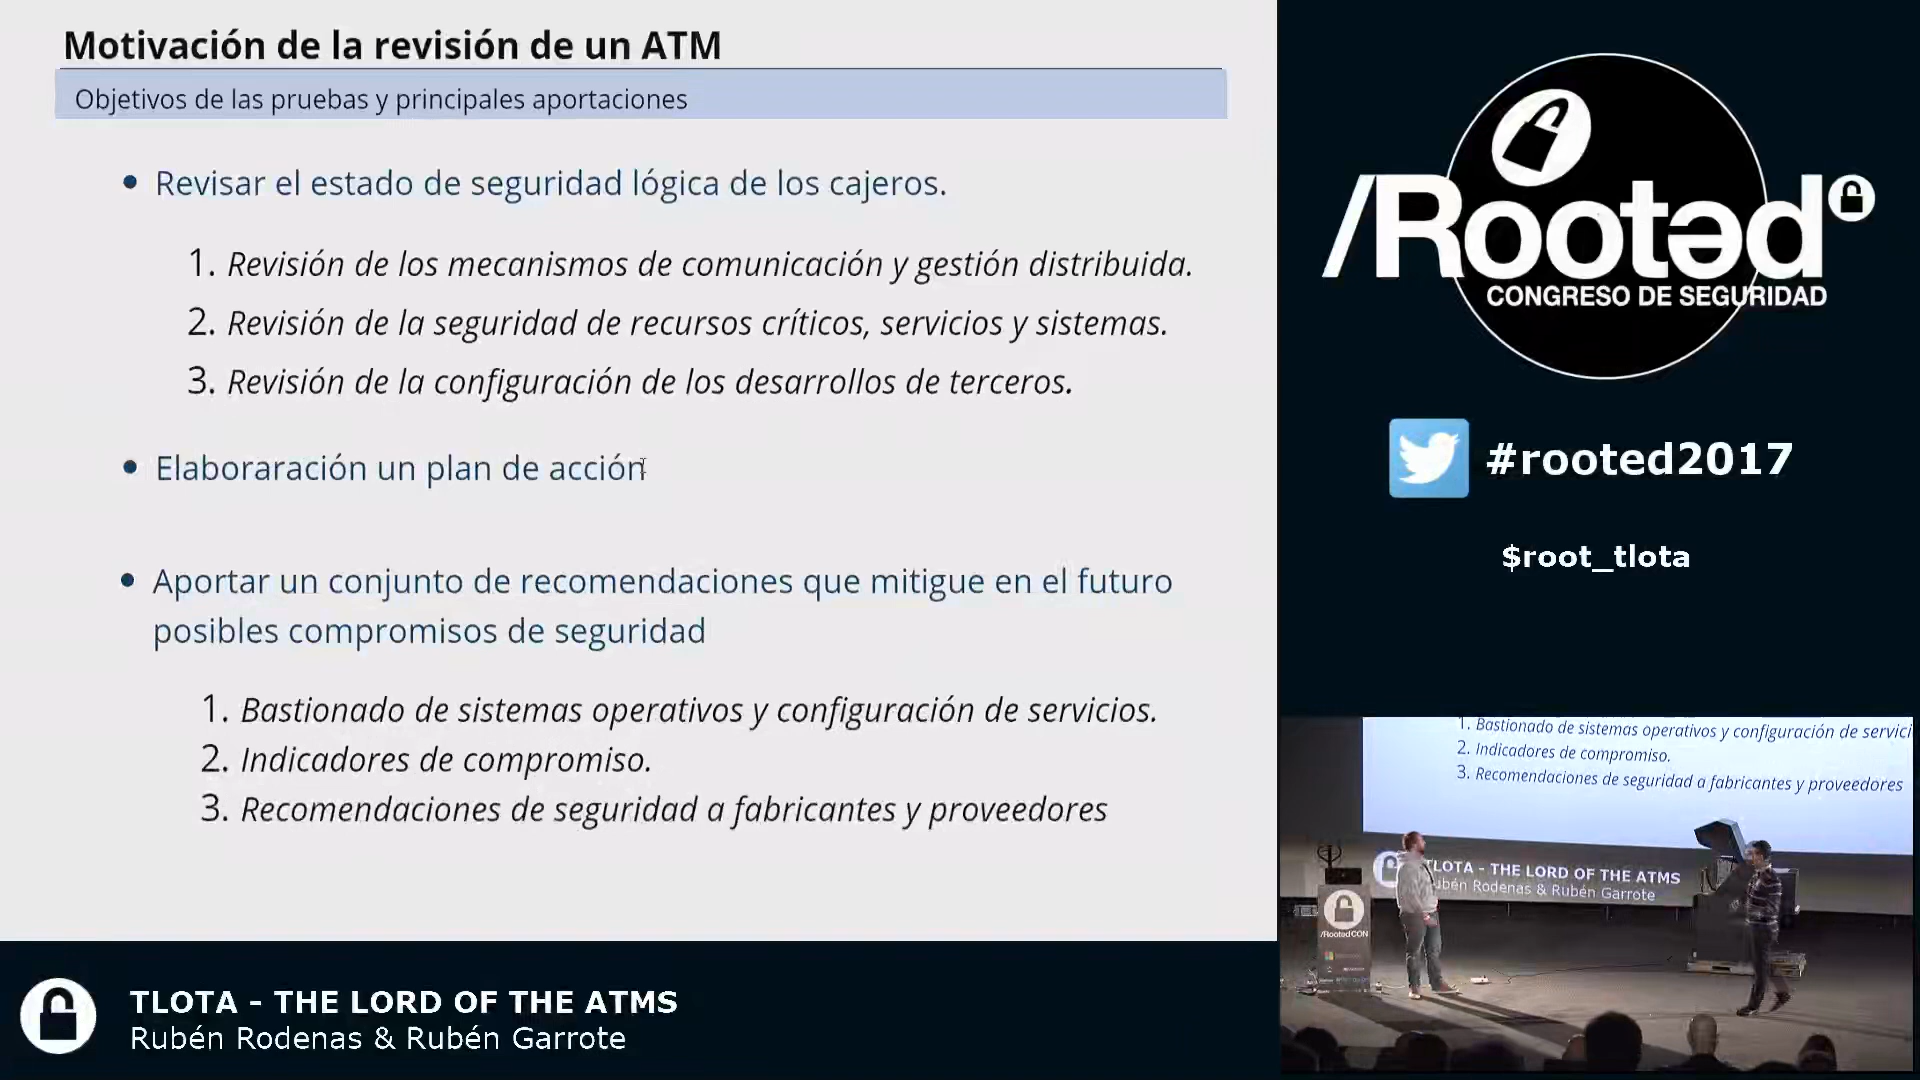 Motivación de la revisión de un ATM
Objetivos de las pruebas y principales aportaciones
• Revisar el estado de seguridad lógica de los cajeros.
1. Revisión de los mecanismos de comunicación y gestión distribuida.
2. Revisión de la seguridad de recursos críticos, servicios y sistemas.
3. Revisión de la configuración de los desarrollos de terceros.
• Elaboraración un plan de acción
• Aportar un conjunto de recomendaciones que mitigue en el futuro
posibles compromisos de seguridad
1. Bastionado de sistemas operativos y configuración de servicios.
2. Indicadores de compromiso.
3. Recomendaciones de seguridad a fabricantes y proveedores
TLOTA - THE LORD OF THE ATMS
Rubén Rodenas & Rubén Garrote
/Rootəd
CONGRESO DE SEGURIDAD
#rooted2017
$root_tlota
1. Bastionado de sistemas operativos y configuración de servici
2. Indicadores de compromiso.
3. Recomendaciones de seguridad a fabricantes y proveedores
TLOTA - THE LORD OF THE ATMS
ubén Rodenas & Rubén Garrote
/RootedCON